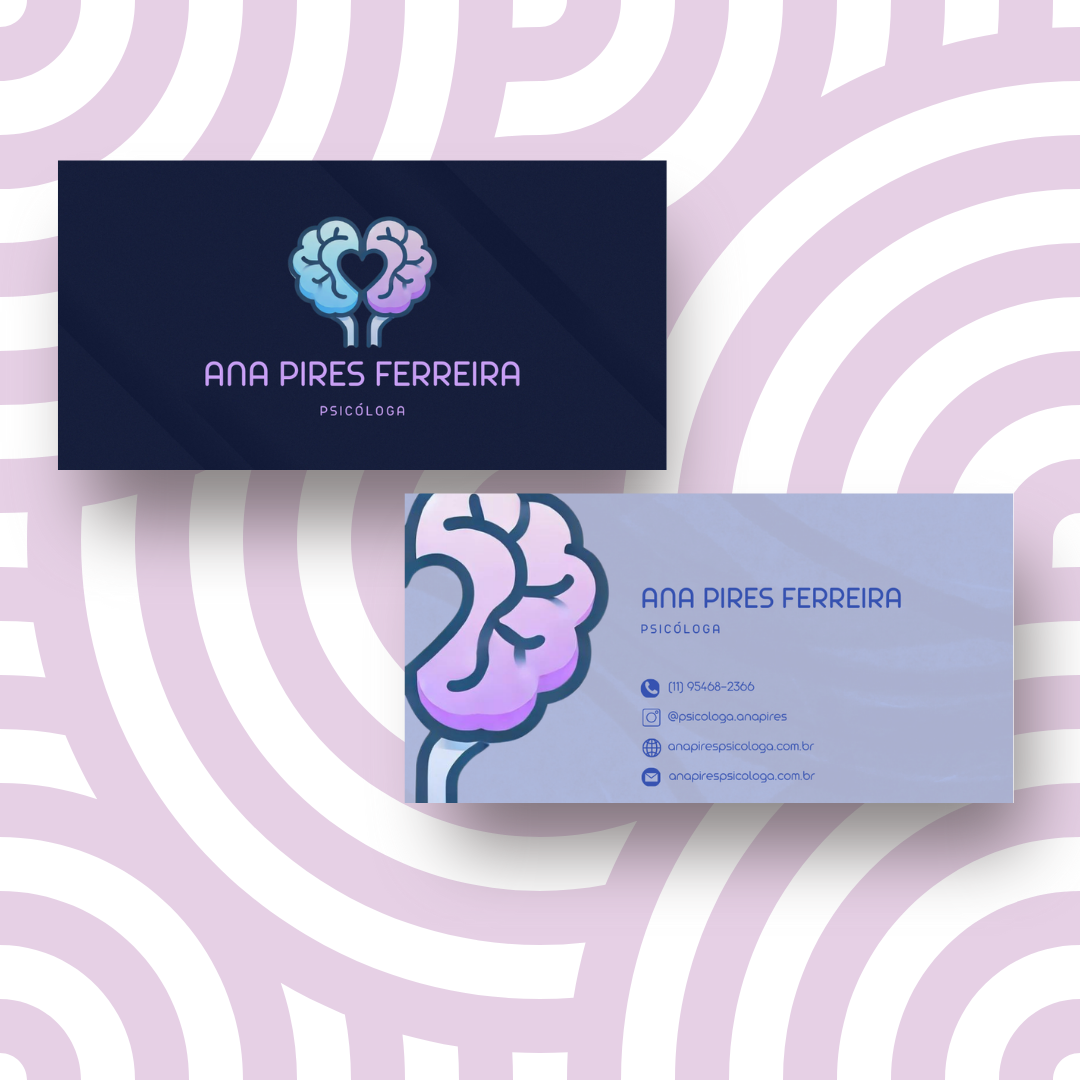 ANA PIRES FERREIRA
PSICÓLOGA
ANA PIRES FERREIRA
PSICÓLOGA
(11) 95468-2366
@psicologa.anapires
anapirespsicologa.com.br
anapirespsicologa.com.br